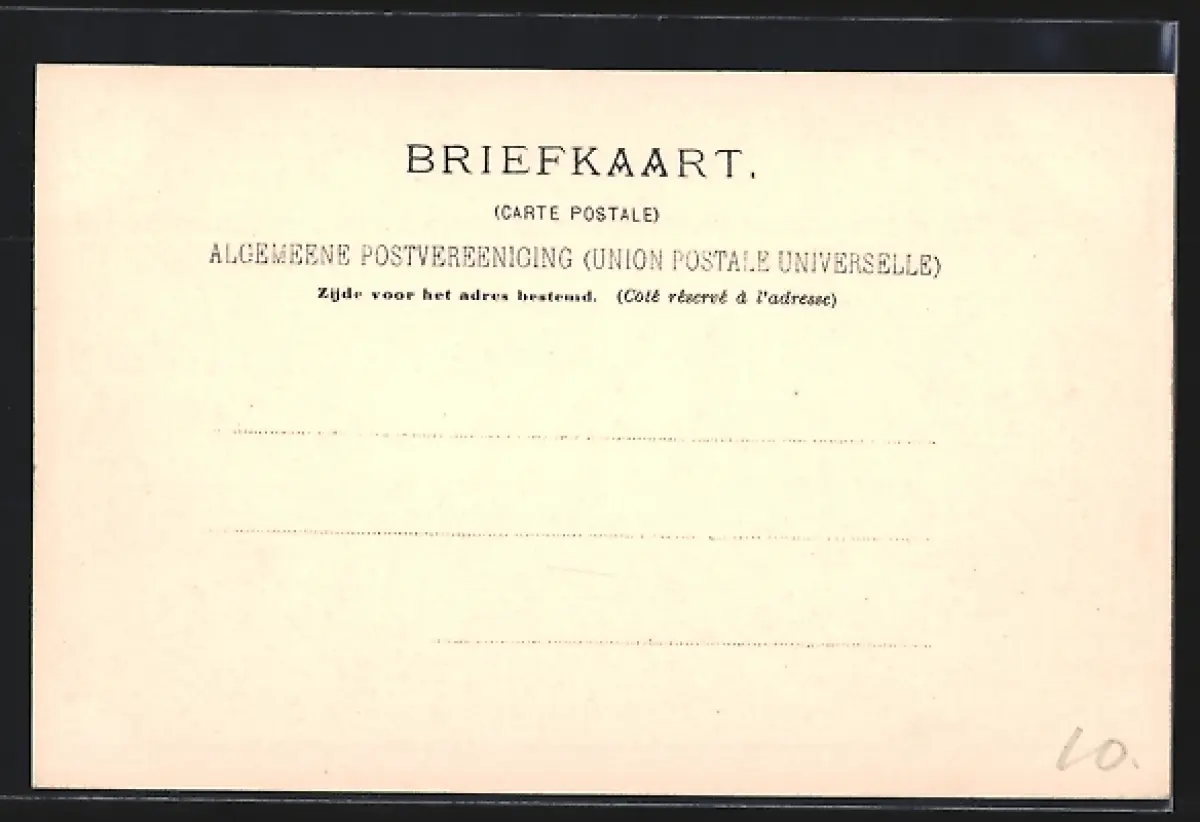 BRIEFKAART.
(CARTE POSTALE)
ALGEMEENE POSTVEREENIGING (UNION POSTALE UNIVERSELLE)
Zijde voor het adres bestemd. (Côté réservé à l'adresse)
10.